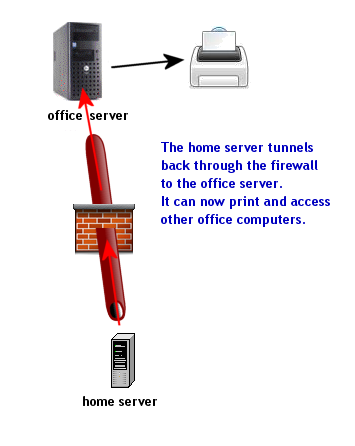 office server
The home server tunnels
back through the firewall
to the office server.
It can now print and access
other office computers.
home server